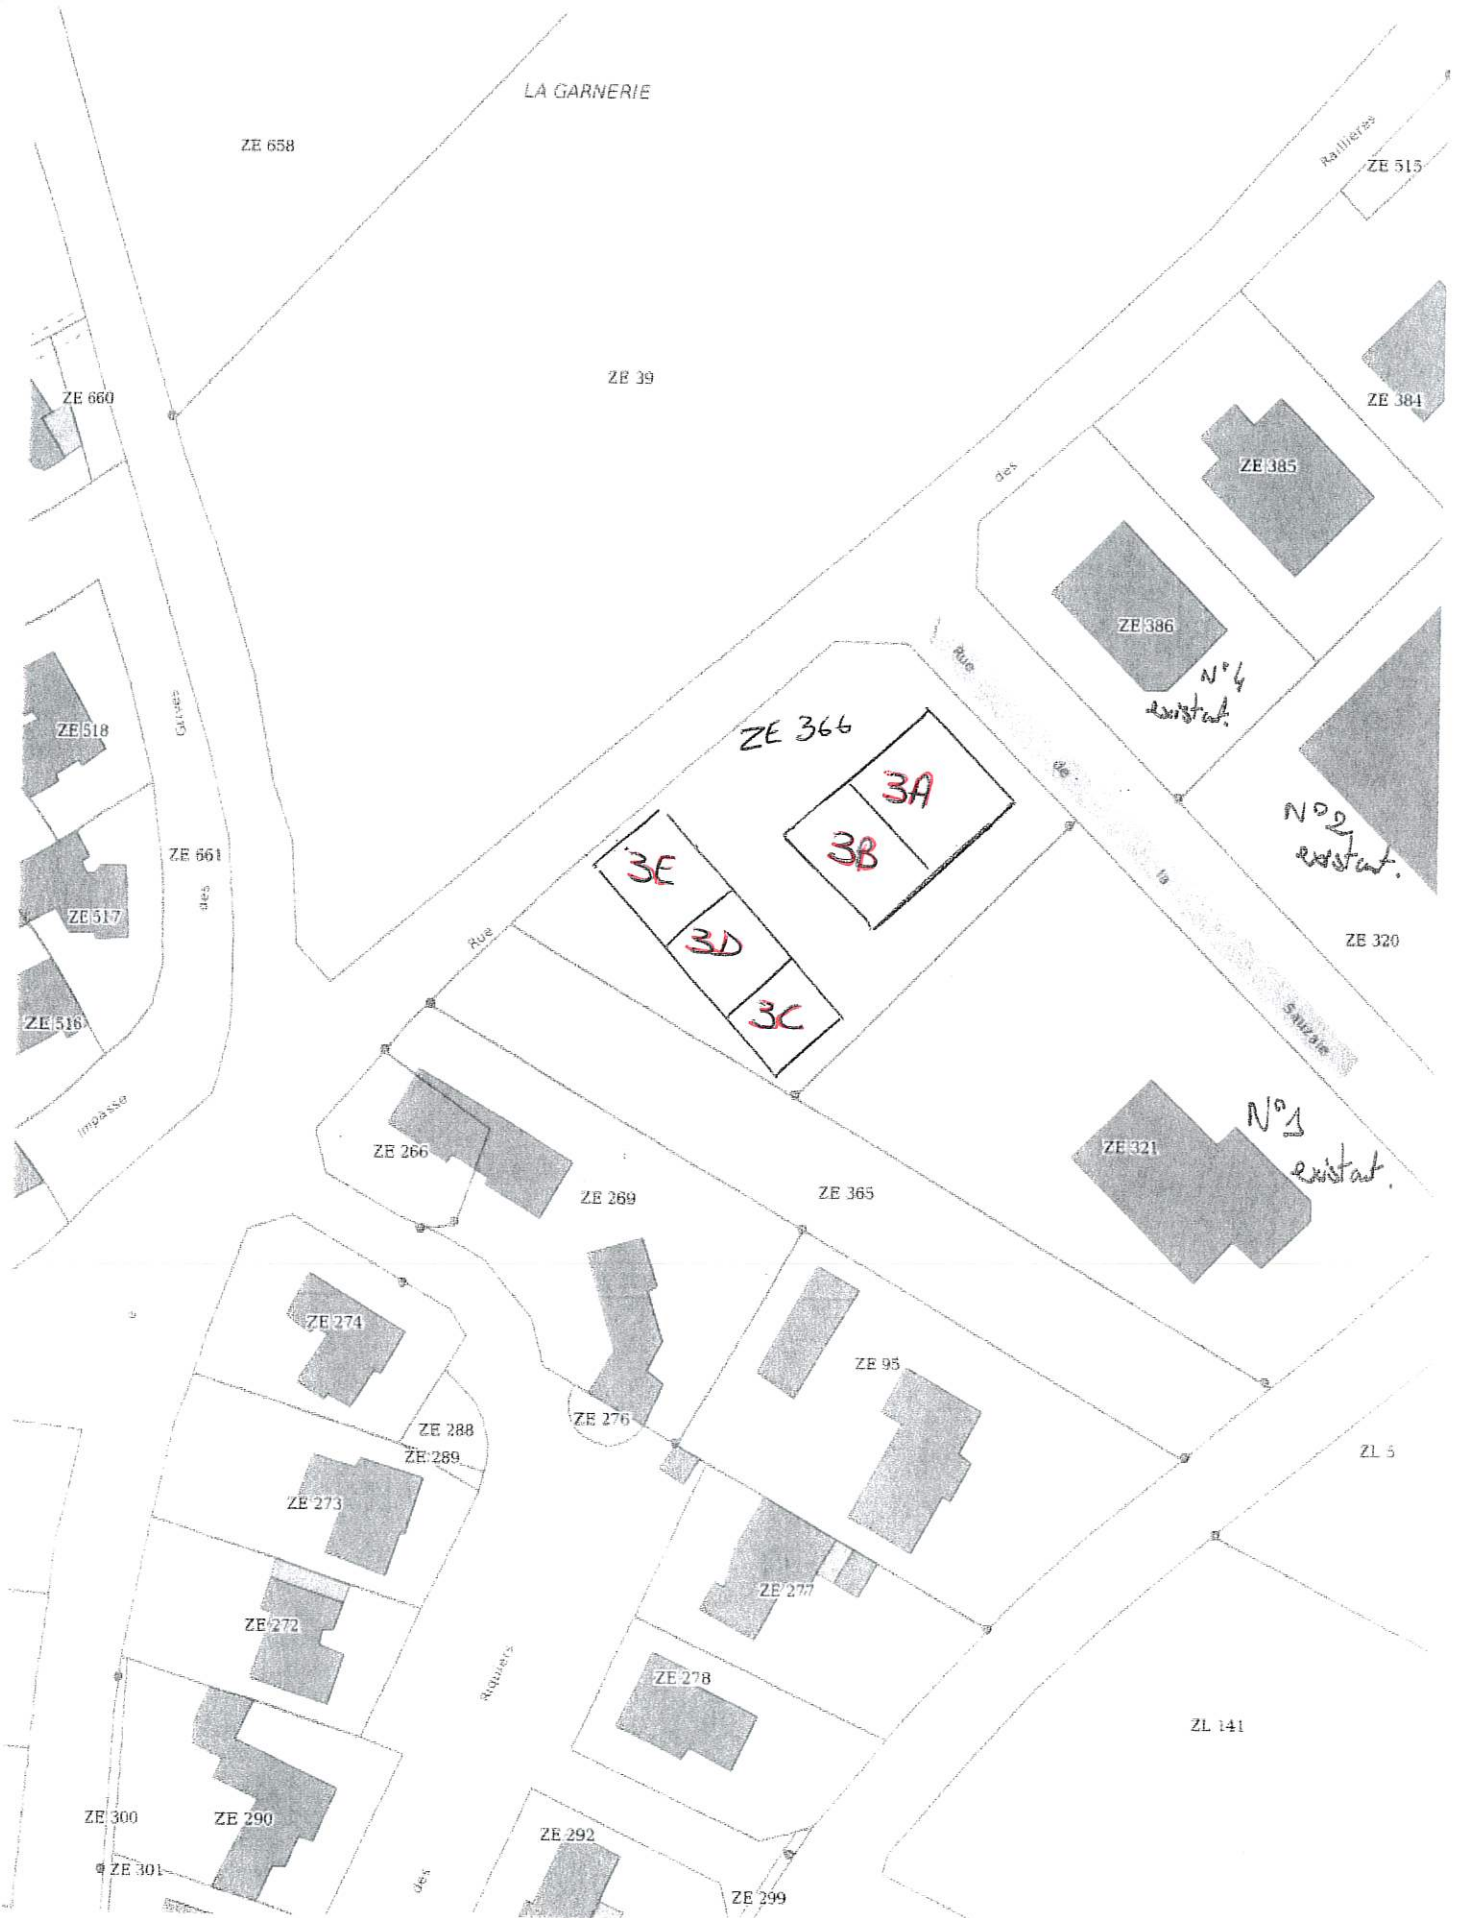 LA GARNERIE
ZE 658
Raillières
ZE 515
ZE 39
ZE 660
ZE 384
des
ZE 385
ZE 386
Rue
N°4
existant.
ZE 518
Grives
ZE 366
de
3A
N°2
existant.
3B
3E
ZE 661
la
des
ZE 517
Rue
3D
ZE 320
3C
ZE 516
Sauzaie
Impasse
N°1
existant.
ZE 266
ZE 321
ZE 269
ZE 365
ZE 274
ZE 95
ZE 276
ZE 288
ZE 289
ZL 5
ZE 273
ZE 277
ZE 272
Riquiers
ZE 278
ZL 141
ZE 300
ZE 290
ZE 292
ZE 301
des
ZE 299